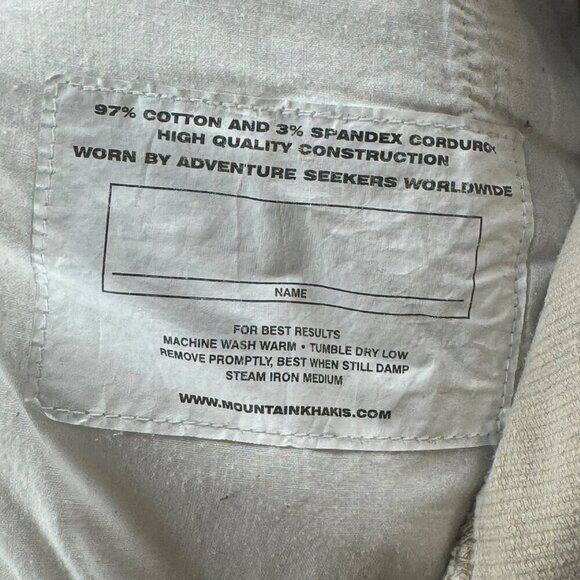 97% COTTON AND 3% SPANDEX CORDUROY
HIGH QUALITY CONSTRUCTION
WORN BY ADVENTURE SEEKERS WORLDWIDE
NAME
FOR BEST RESULTS
MACHINE WASH WARM • TUMBLE DRY LOW
REMOVE PROMPTLY, BEST WHEN STILL DAMP
STEAM IRON MEDIUM
WWW.MOUNTAINKHAKIS.COM